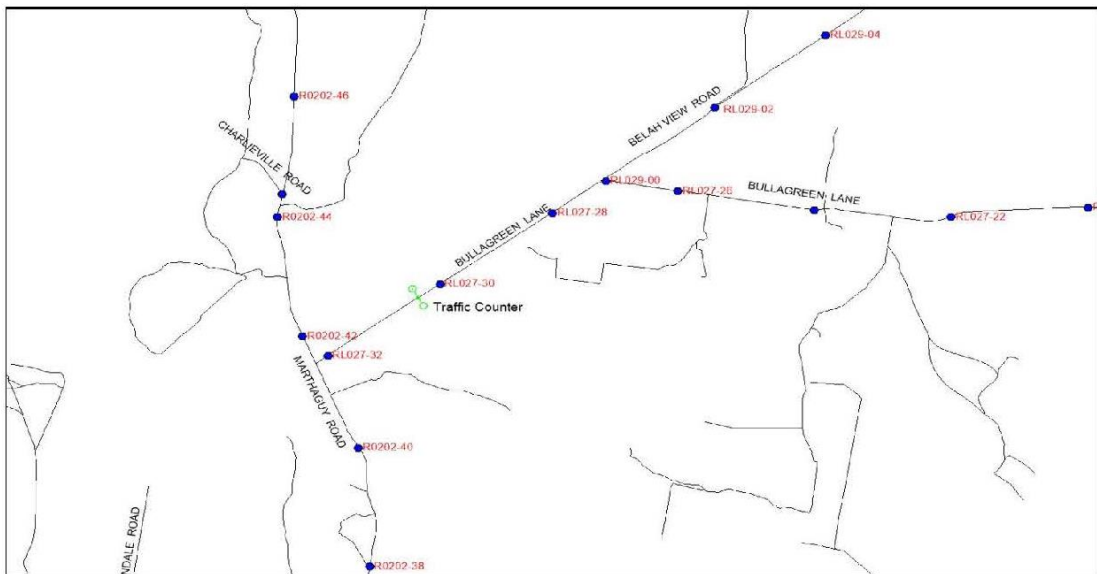 RL029-04
R0202-46
RL029-02
BELAH VIEW ROAD
CHARLIEVILLE ROAD
RL029-00
RL027-26
BULLAGREEN LANE
R0202-44
RL027-28
RL027-22
BULLAGREEN LANE
RL027-30
Traffic Counter
R0202-42
RL027-32
MARTHAGUY ROAD
R0202-40
NDALE ROAD
R0202-38